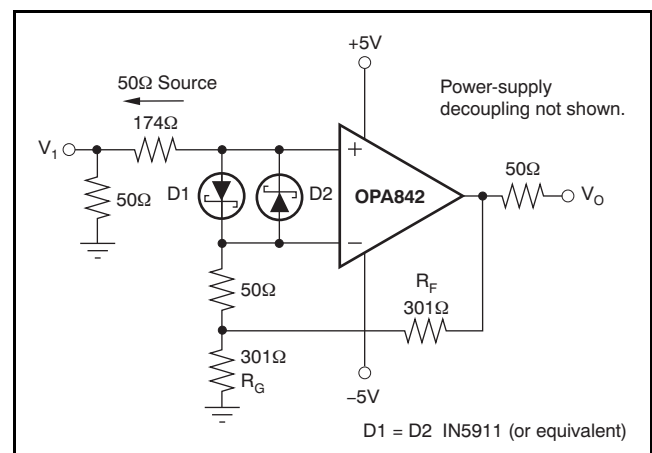 +5V
50Ω Source
Power-supply
decoupling not shown.
174Ω
V1
+
50Ω
D1
D2
OPA842
50Ω
VO
−
50Ω
RF
301Ω
301Ω
RG
−5V
D1 = D2 IN5911 (or equivalent)